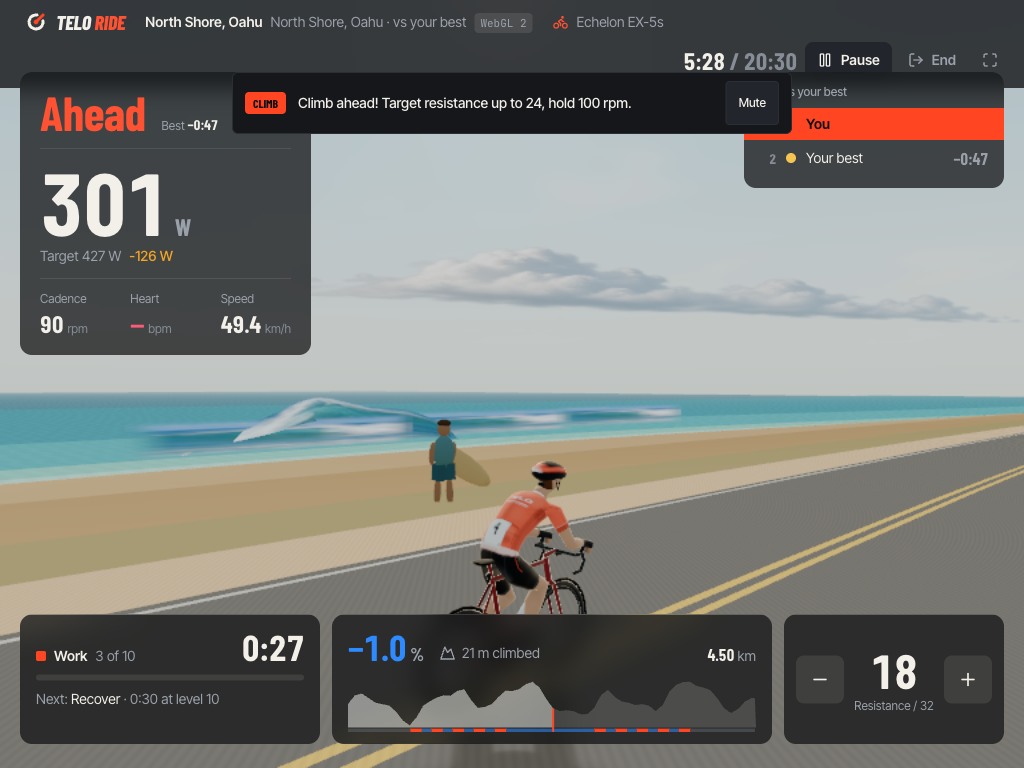 TELO RIDE North Shore, Oahu North Shore, Oahu · vs your best WebGL 2 Echelon EX-5s
5:28 / 20:30 Pause End
CLIMB Climb ahead! Target resistance up to 24, hold 100 rpm. Mute
Ahead Best −0:47
301 W
Target 427 W -126 W
Cadence Heart Speed
90 rpm – bpm 49.4 km/h
your best
You
2 Your best −0:47
Work 3 of 10 0:27
Next: Recover · 0:30 at level 10
−1.0 % 21 m climbed 4.50 km
− 18 +
Resistance / 32